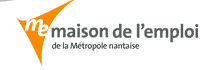 me maison de l'emploi
de la Métropole nantaise